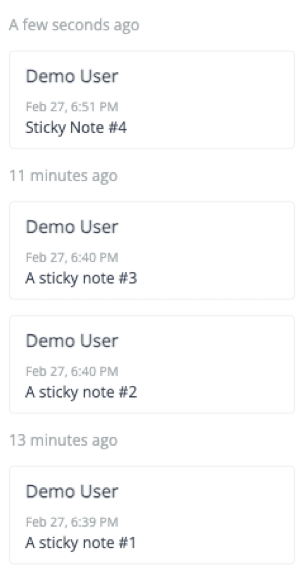 A few seconds ago
Demo User
Feb 27, 6:51 PM
Sticky Note #4
11 minutes ago
Demo User
Feb 27, 6:40 PM
A sticky note #3
Demo User
Feb 27, 6:40 PM
A sticky note #2
13 minutes ago
Demo User
Feb 27, 6:39 PM
A sticky note #1